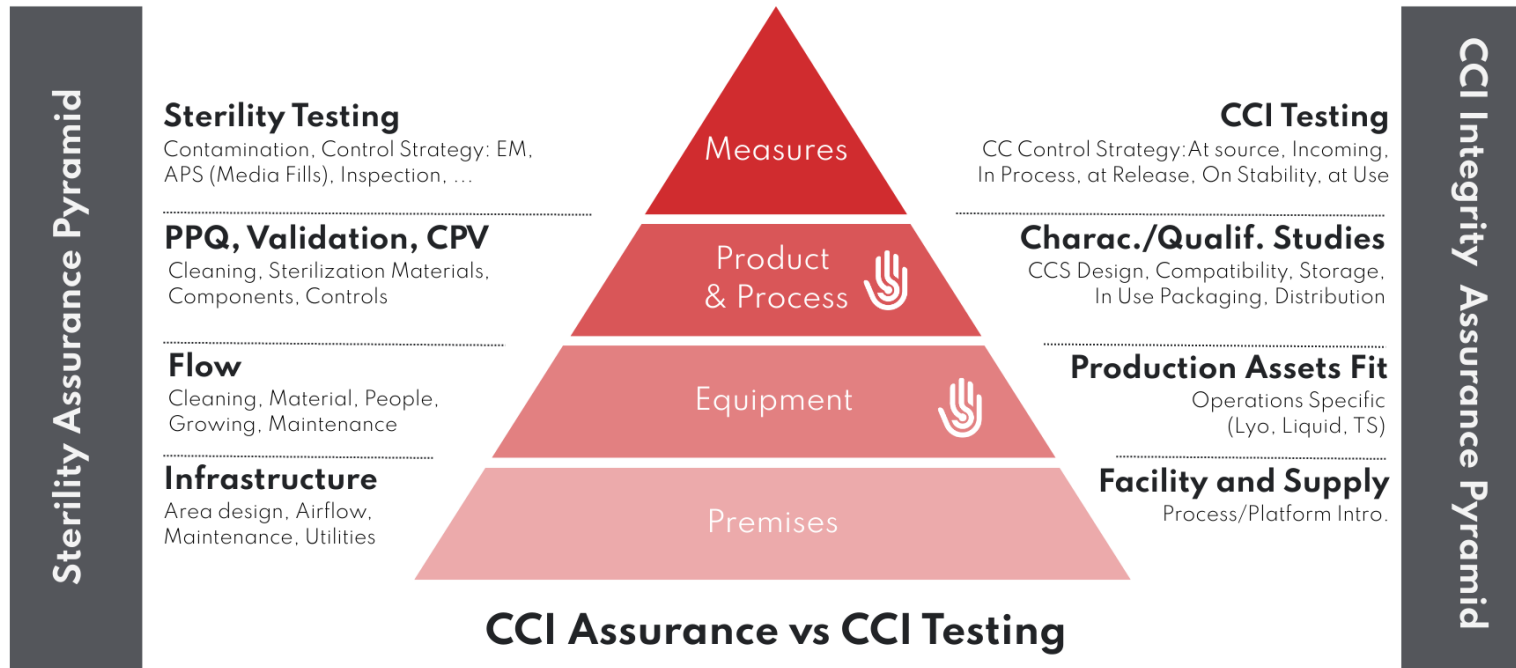 Sterility Assurance Pyramid
Sterility Testing
Contamination, Control Strategy: EM,
APS (Media Fills), Inspection, ...
PPQ, Validation, CPV
Cleaning, Sterilization Materials,
Components, Controls
Flow
Cleaning, Material, People,
Growing, Maintenance
Infrastructure
Area design, Airflow,
Maintenance, Utilities
Measures
Product
& Process
Equipment
Premises
CCI Testing
CC Control Strategy:At source, Incoming,
In Process, at Release, On Stability, at Use
Charac./Qualif. Studies
CCS Design, Compatibility, Storage,
In Use Packaging, Distribution
Production Assets Fit
Operations Specific
(Lyo, Liquid, TS)
Facility and Supply
Process/Platform Intro.
CCI Integrity Assurance Pyramid
CCI Assurance vs CCI Testing